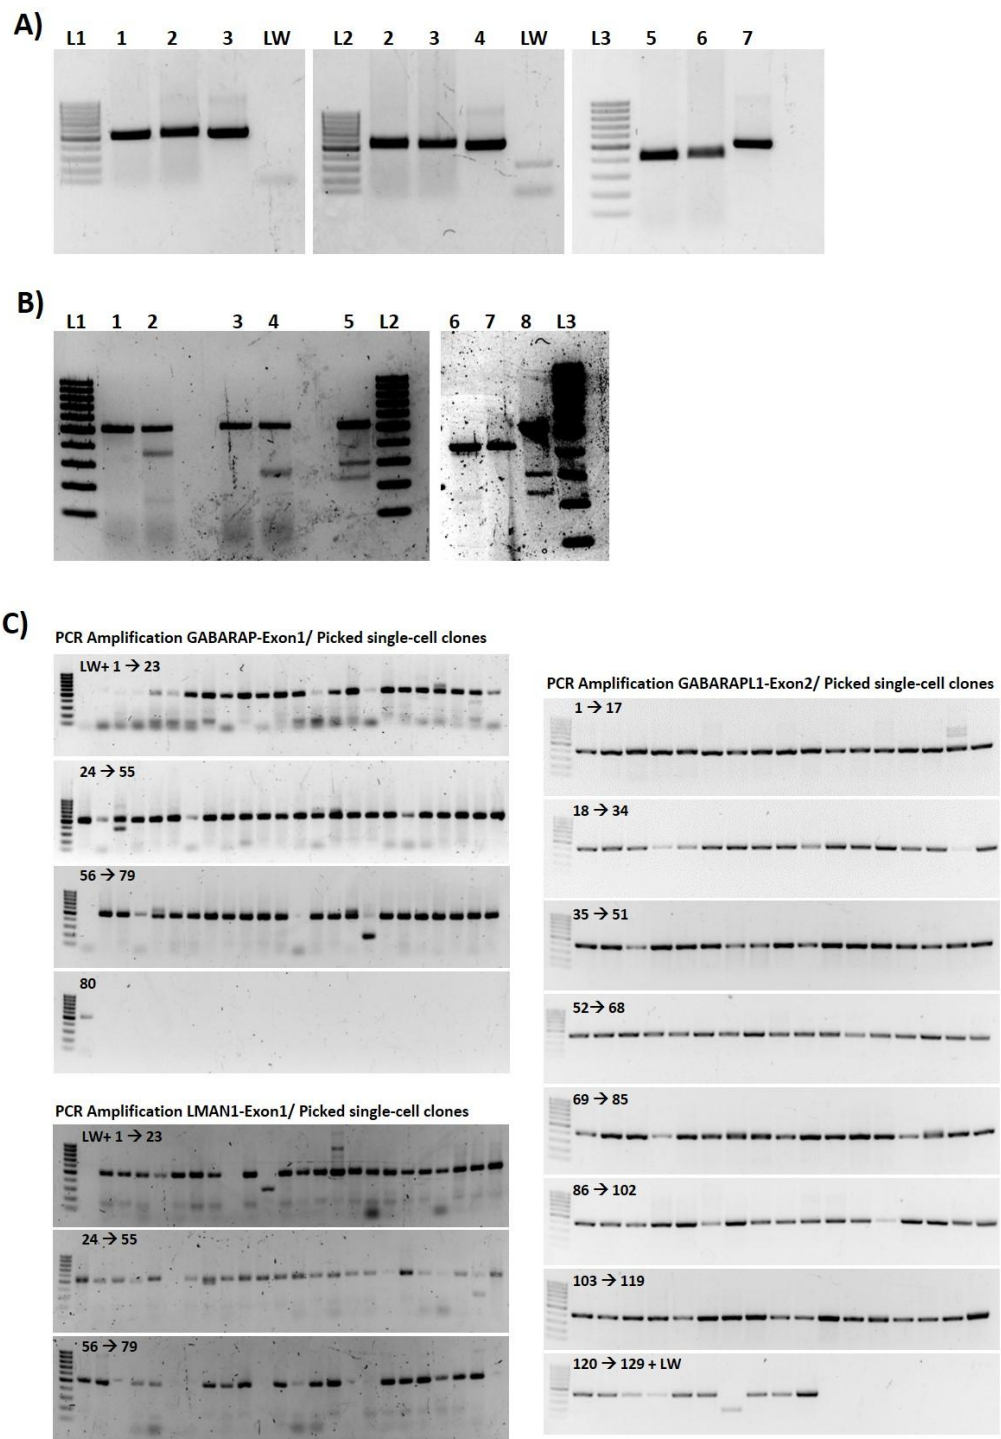 A)
L1 1 2 3 LW L2 2 3 4 LW L3 5 6 7
B)
L1 1 2 3 4 5 L2 6 7 8 L3
C)
PCR Amplification GABARAP-Exon1/ Picked single-cell clones
LW+ 1 → 23
24 → 55
56 → 79
80
PCR Amplification LMAN1-Exon1/ Picked single-cell clones
LW+ 1 → 23
24 → 55
56 → 79
PCR Amplification GABARAPL1-Exon2/ Picked single-cell clones
1 → 17
18 → 34
35 → 51
52 → 68
69 → 85
86 → 102
103 → 119
120 → 129 + LW